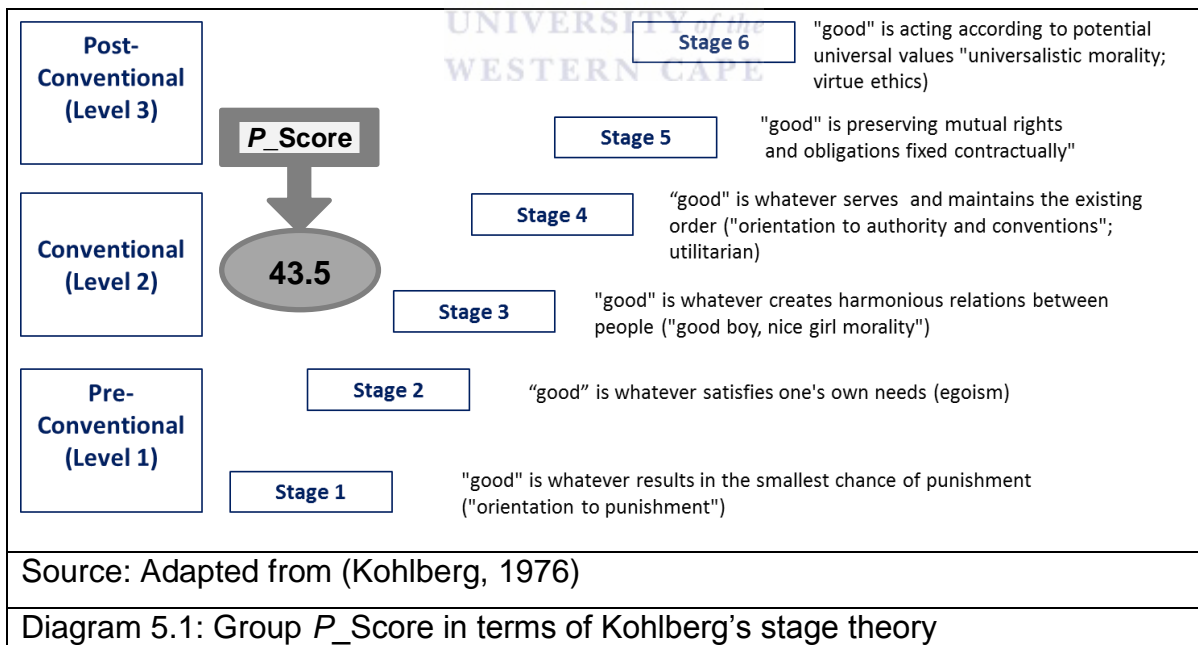 UNIVERSITY of the
WESTERN CAPE
Post-
Conventional
(Level 3)
P_Score
Stage 6
"good" is acting according to potential
universal values "universalistic morality;
virtue ethics)
Stage 5
"good" is preserving mutual rights
and obligations fixed contractually"
Conventional
(Level 2)
43.5
Stage 4
“good" is whatever serves and maintains the existing
order ("orientation to authority and conventions";
utilitarian)
Stage 3
"good" is whatever creates harmonious relations between
people ("good boy, nice girl morality")
Pre-
Conventional
(Level 1)
Stage 2
“good” is whatever satisfies one's own needs (egoism)
Stage 1
"good" is whatever results in the smallest chance of punishment
("orientation to punishment")
Source: Adapted from (Kohlberg, 1976)
Diagram 5.1: Group P_Score in terms of Kohlberg’s stage theory